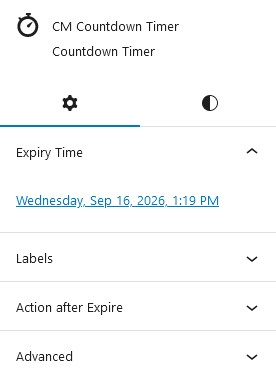 CM Countdown Timer
Countdown Timer
Expiry Time
Wednesday, Sep 16, 2026, 1:19 PM
Labels
Action after Expire
Advanced